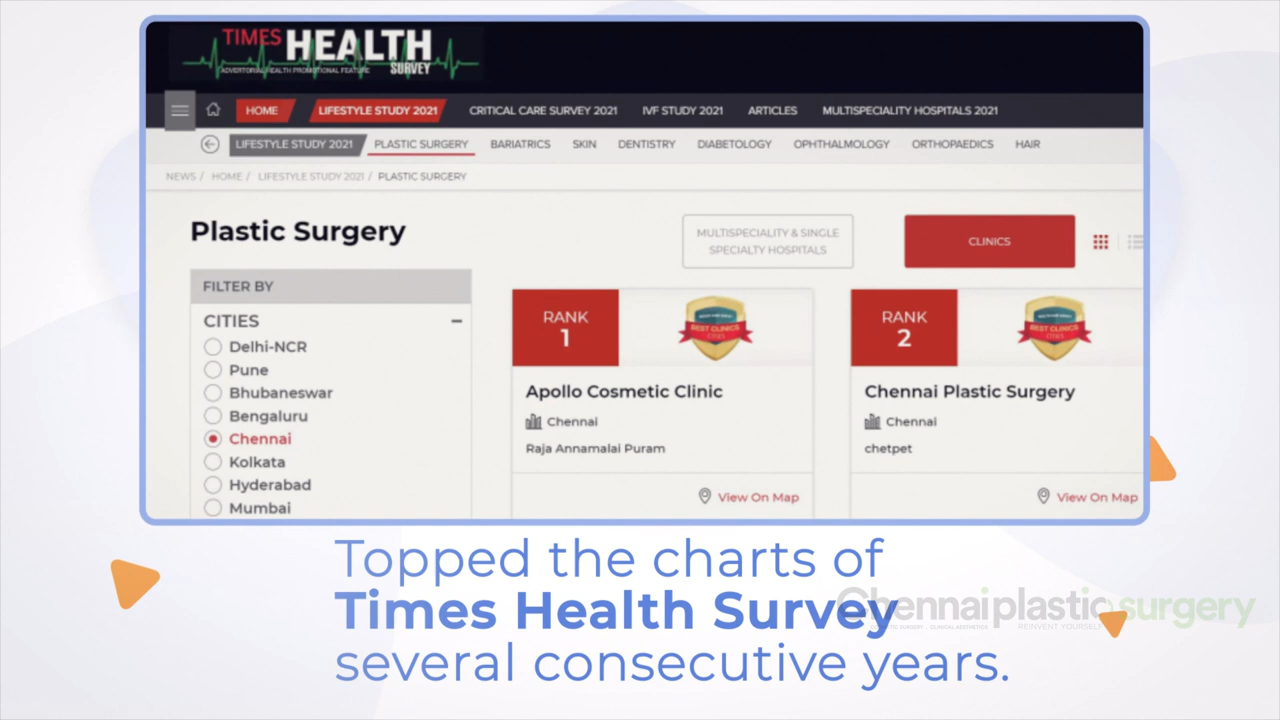 TIMES HEALTH
ADVERTORIAL HEALTH PROMOTIONAL FEATURE SURVEY
HOME LIFESTYLE STUDY 2021 CRITICAL CARE SURVEY 2021 IVF STUDY 2021 ARTICLES MULTISPECIALITY HOSPITALS 2021
LIFESTYLE STUDY 2021 PLASTIC SURGERY BARIATRICS SKIN DENTISTRY DIABETOLOGY OPHTHALMOLOGY ORTHOPAEDICS HAIR
NEWS / HOME / LIFESTYLE STUDY 2021 / PLASTIC SURGERY
Plastic Surgery
MULTISPECIALITY & SINGLE
SPECIALTY HOSPITALS
CLINICS
FILTER BY
CITIES
Delhi-NCR
Pune
Bhubaneswar
Bengaluru
Chennai
Kolkata
Hyderabad
Mumbai
RANK
1
BEST CLINICS
Apollo Cosmetic Clinic
Chennai
Raja Annamalai Puram
View On Map
RANK
2
BEST CLINICS
Chennai Plastic Surgery
Chennai
chetpet
View On Map
Topped the charts of
Times Health Survey
several consecutive years.
Chennaiplasticsurgery
REINVENT YOURSELF